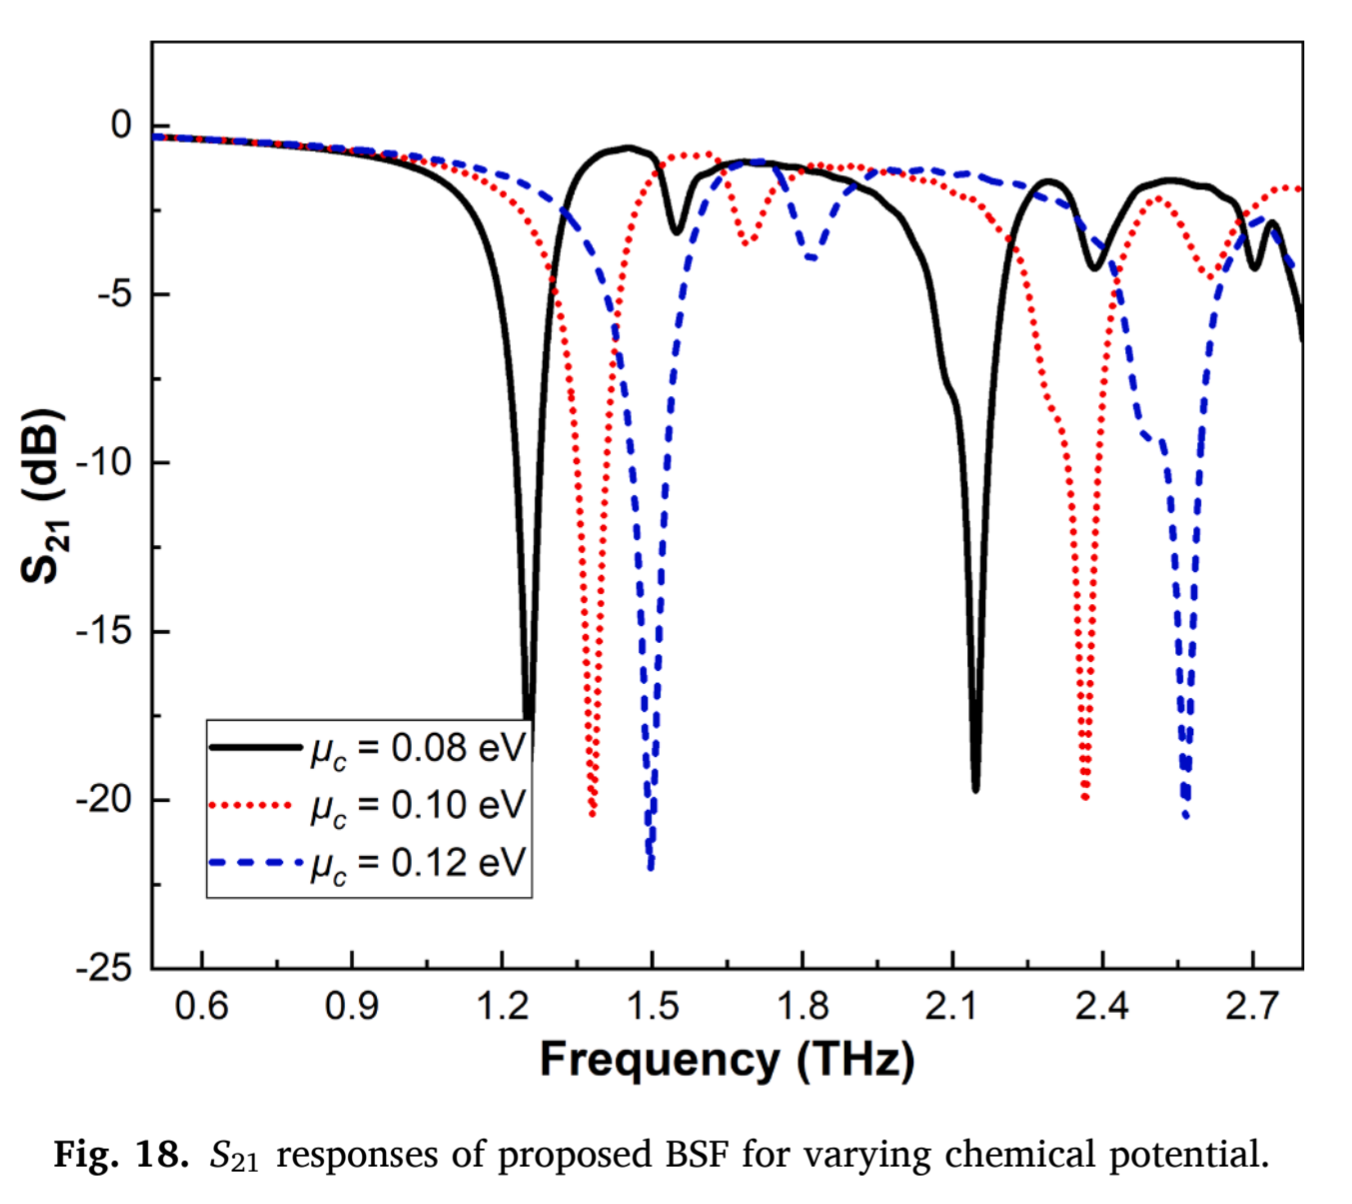 0
-5
-10
-15
-20
-25
S21 (dB)
μc = 0.08 eV
μc = 0.10 eV
μc = 0.12 eV
0.6 0.9 1.2 1.5 1.8 2.1 2.4 2.7
Frequency (THz)
Fig. 18. S21 responses of proposed BSF for varying chemical potential.